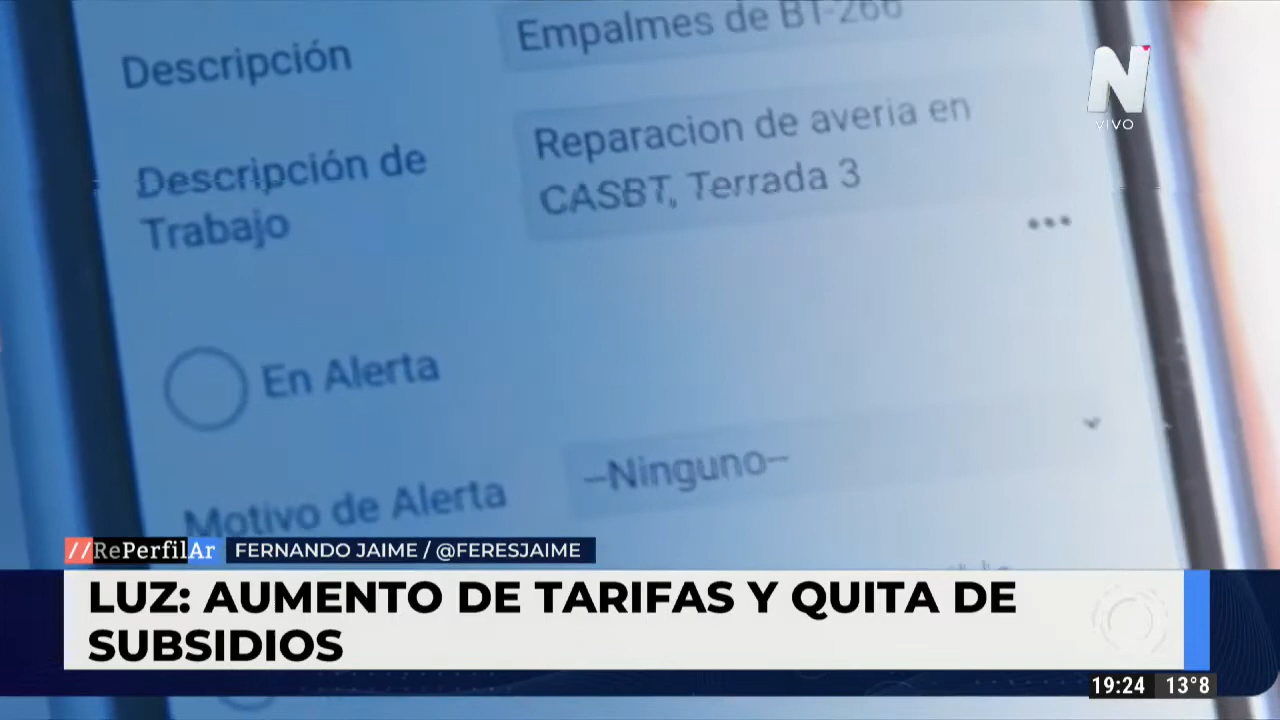 Empalmes de BT-266
Descripción
N
VIVO
Reparacion de averia en
CASBT, Terrada 3
Descripción de
Trabajo
En Alerta
--Ninguno--
Motivo de Alerta
//RePerfilAr
FERNANDO JAIME / @FERESJAIME
LUZ: AUMENTO DE TARIFAS Y QUITA DE
SUBSIDIOS
19:24 13°8